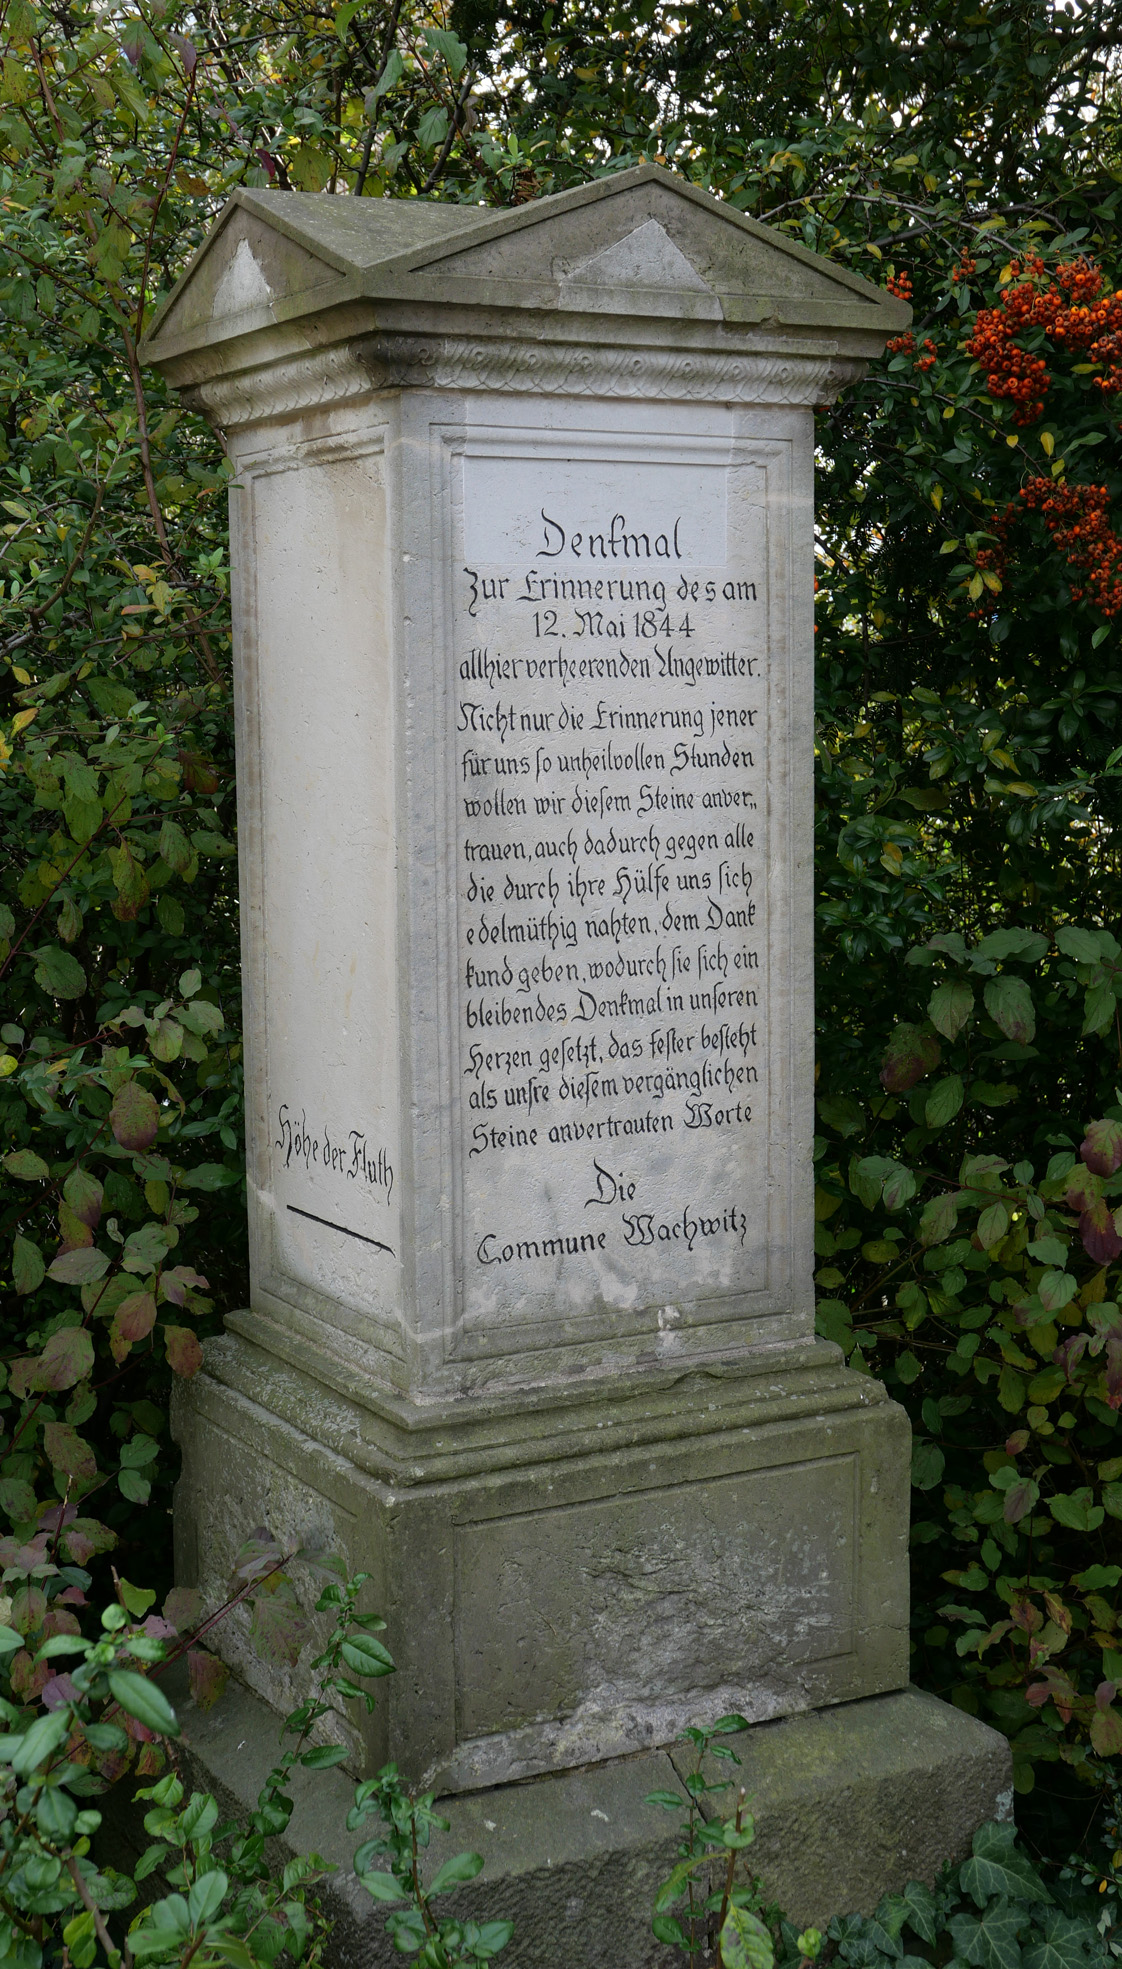 Höhe der Fluth
Denkmal
Zur Erinnerung des am
12. Mai 1844
allhier verheerenden Ungewitter.
Nicht nur die Erinnerung jener
für uns ſo unheilvollen Stunden
wollen wir dieſem Steine anver„
trauen, auch dadurch gegen alle
die durch ihre Hülfe uns ſich
edelmüthig nahten, dem Dank
kund geben, wodurch ſie ſich ein
bleibendes Denkmal in unſeren
Herzen geſetzt, das feſter beſteht
als unſre dieſem vergänglichen
Steine anvertrauten Worte
Die
Commune Wachwitz